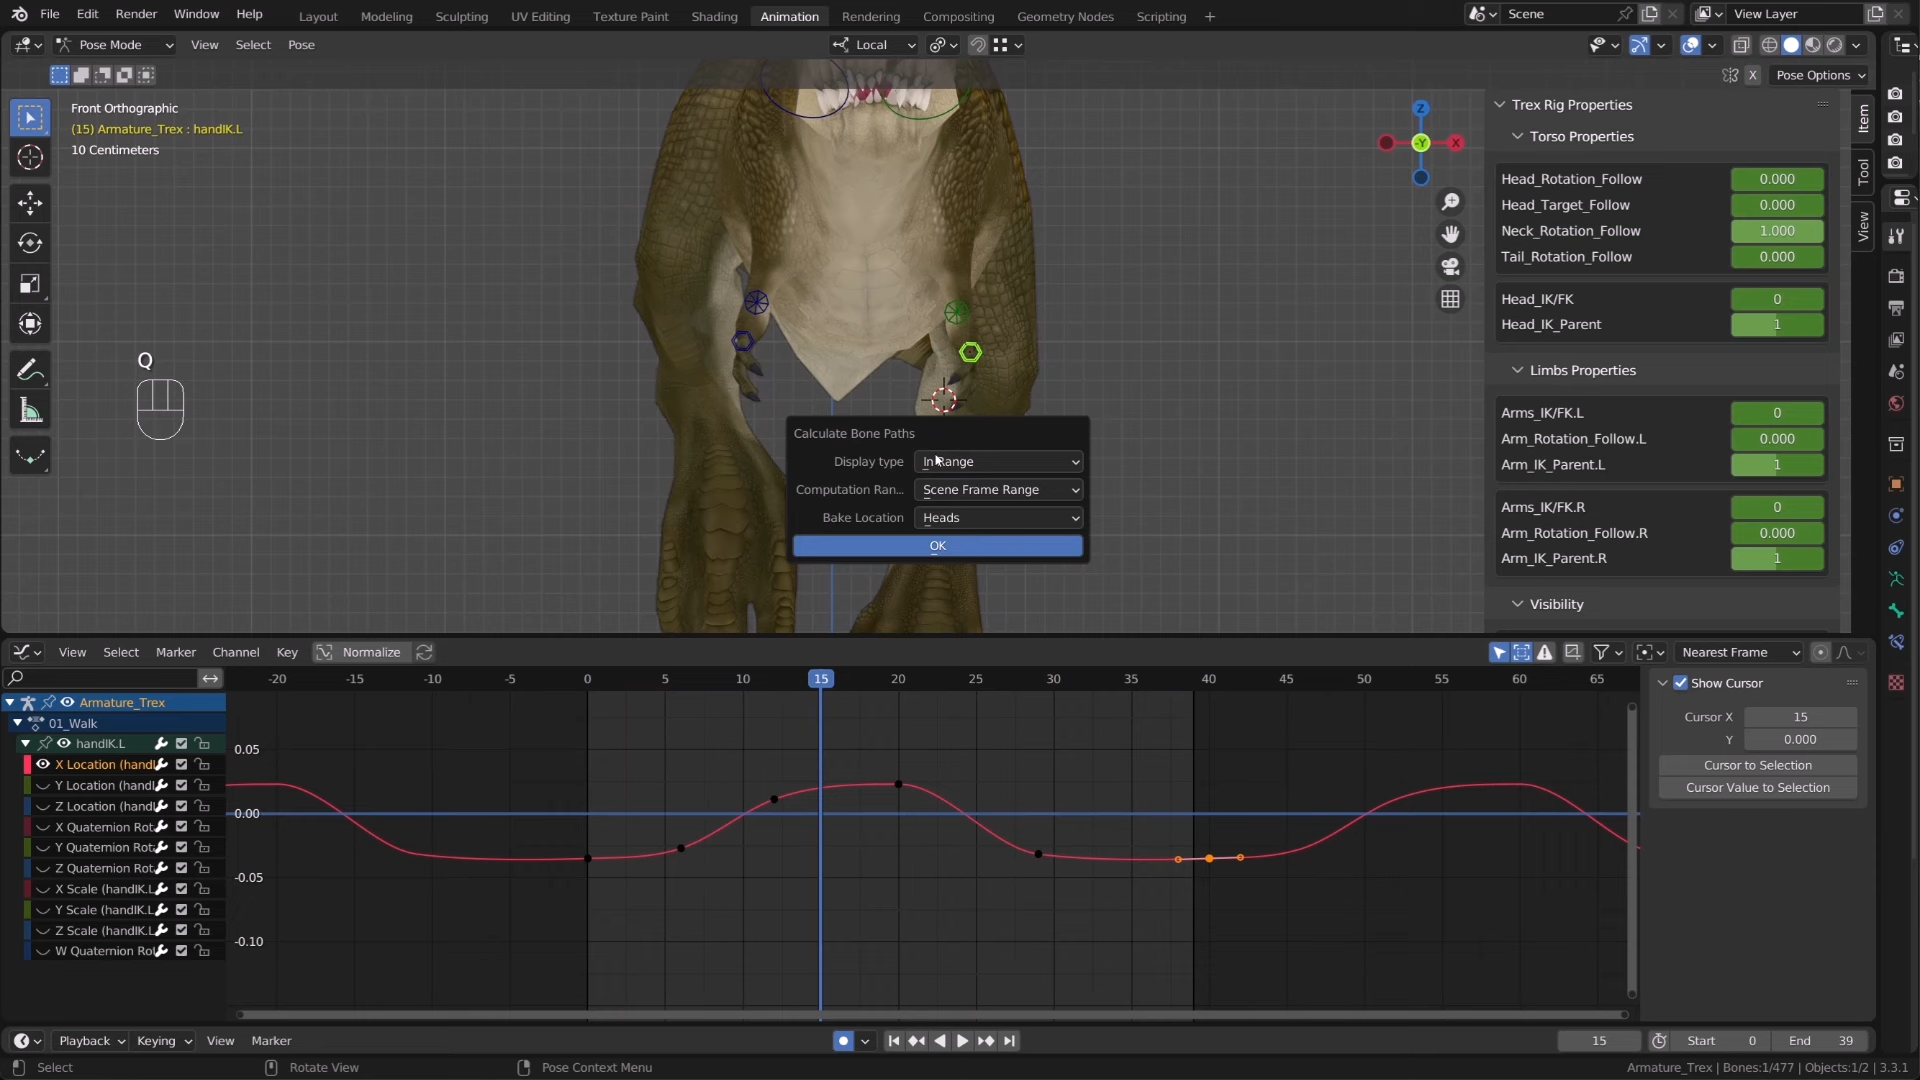 File Edit Render Window Help
Layout Modeling Sculpting UV Editing Texture Paint Shading Animation Rendering Compositing Geometry Nodes Scripting +
Scene
View Layer
Pose Mode View Select Pose
Local
X Pose Options
Front Orthographic
(15) Armature_Trex : handIK.L
10 Centimeters
Q
Z
-Y
X
Item
Tool
View
Trex Rig Properties
Torso Properties
Head_Rotation_Follow 0.000
Head_Target_Follow 0.000
Neck_Rotation_Follow 1.000
Tail_Rotation_Follow 0.000
Head_IK/FK 0
Head_IK_Parent 1
Limbs Properties
Arms_IK/FK.L 0
Arm_Rotation_Follow.L 0.000
Arm_IK_Parent.L 1
Arms_IK/FK.R 0
Arm_Rotation_Follow.R 0.000
Arm_IK_Parent.R 1
Visibility
Calculate Bone Paths
Display type In Range
Computation Ran... Scene Frame Range
Bake Location Heads
OK
View Select Marker Channel Key Normalize
Nearest Frame
-20 -15 -10 -5 0 5 10 15 20 25 30 35 40 45 50 55 60 65
Armature_Trex
01_Walk
handIK.L
X Location (handI
Y Location (handI
Z Location (handI
X Quaternion Rot
Y Quaternion Rot
Z Quaternion Rot
X Scale (handIK.L
Y Scale (handIK.L
Z Scale (handIK.L
W Quaternion Rot
0.05
0.00
-0.05
-0.10
Show Cursor
Cursor X 15
Y 0.000
Cursor to Selection
Cursor Value to Selection
Playback Keying View Marker
15 Start 0 End 39
Select Rotate View Pose Context Menu
Armature_Trex | Bones:1/477 | Objects:1/2 | 3.3.1